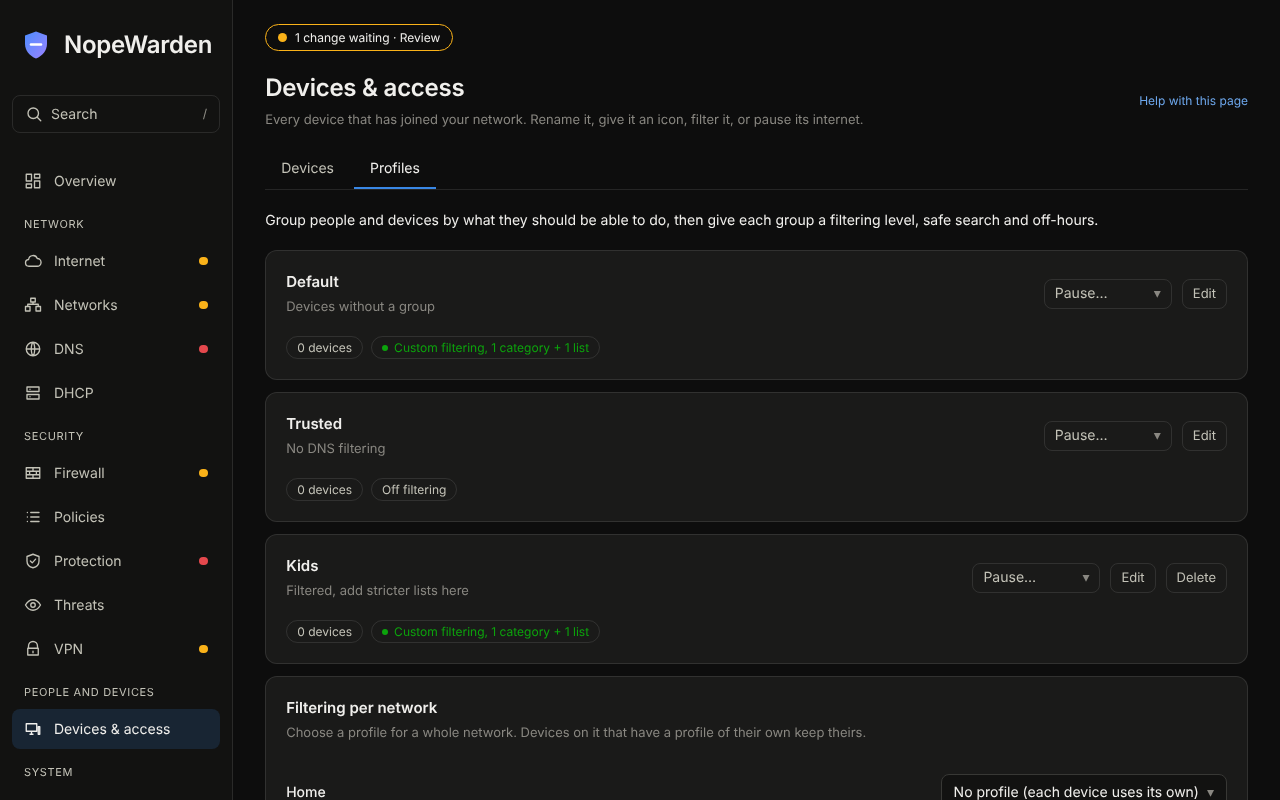 NopeWarden
Search /
Overview
NETWORK
Internet
Networks
DNS
DHCP
SECURITY
Firewall
Policies
Protection
Threats
VPN
PEOPLE AND DEVICES
Devices & access
SYSTEM
1 change waiting · Review
Devices & access
Every device that has joined your network. Rename it, give it an icon, filter it, or pause its internet.
Help with this page
Devices Profiles
Group people and devices by what they should be able to do, then give each group a filtering level, safe search and off-hours.
Default
Devices without a group
Pause... Edit
0 devices Custom filtering, 1 category + 1 list
Trusted
No DNS filtering
Pause... Edit
0 devices Off filtering
Kids
Filtered, add stricter lists here
Pause... Edit Delete
0 devices Custom filtering, 1 category + 1 list
Filtering per network
Choose a profile for a whole network. Devices on it that have a profile of their own keep theirs.
Home No profile (each device uses its own)